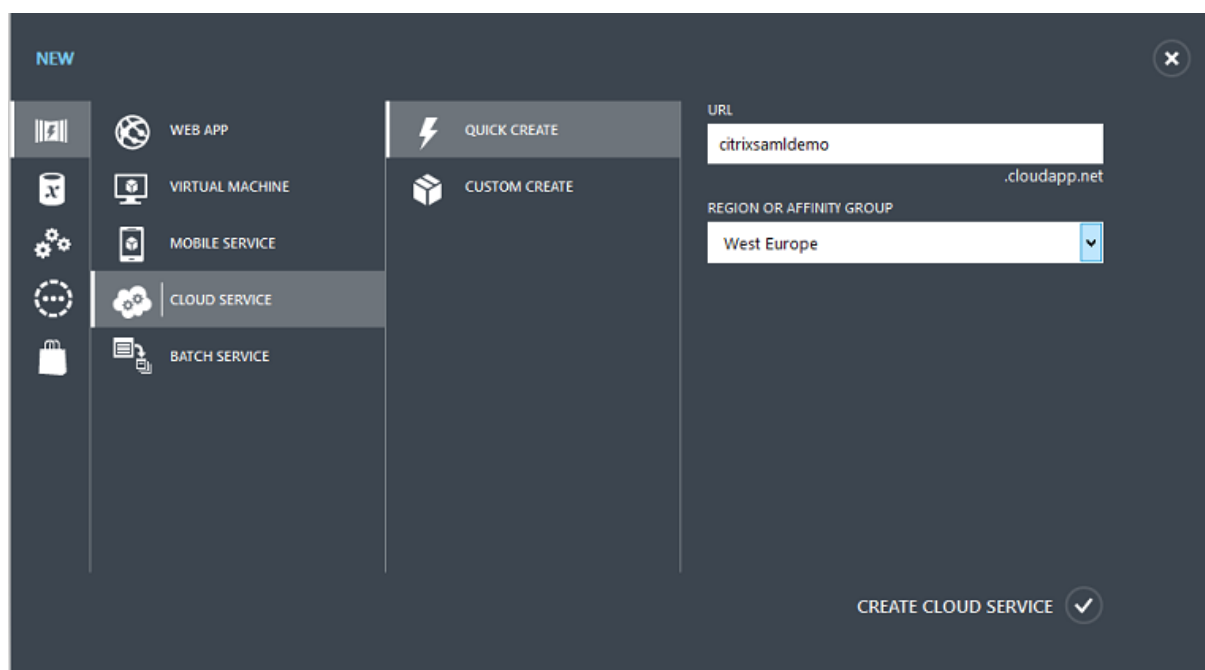 NEW
WEB APP
VIRTUAL MACHINE
MOBILE SERVICE
CLOUD SERVICE
BATCH SERVICE
QUICK CREATE
CUSTOM CREATE
URL
citrixsamldemo
.cloudapp.net
REGION OR AFFINITY GROUP
West Europe
CREATE CLOUD SERVICE